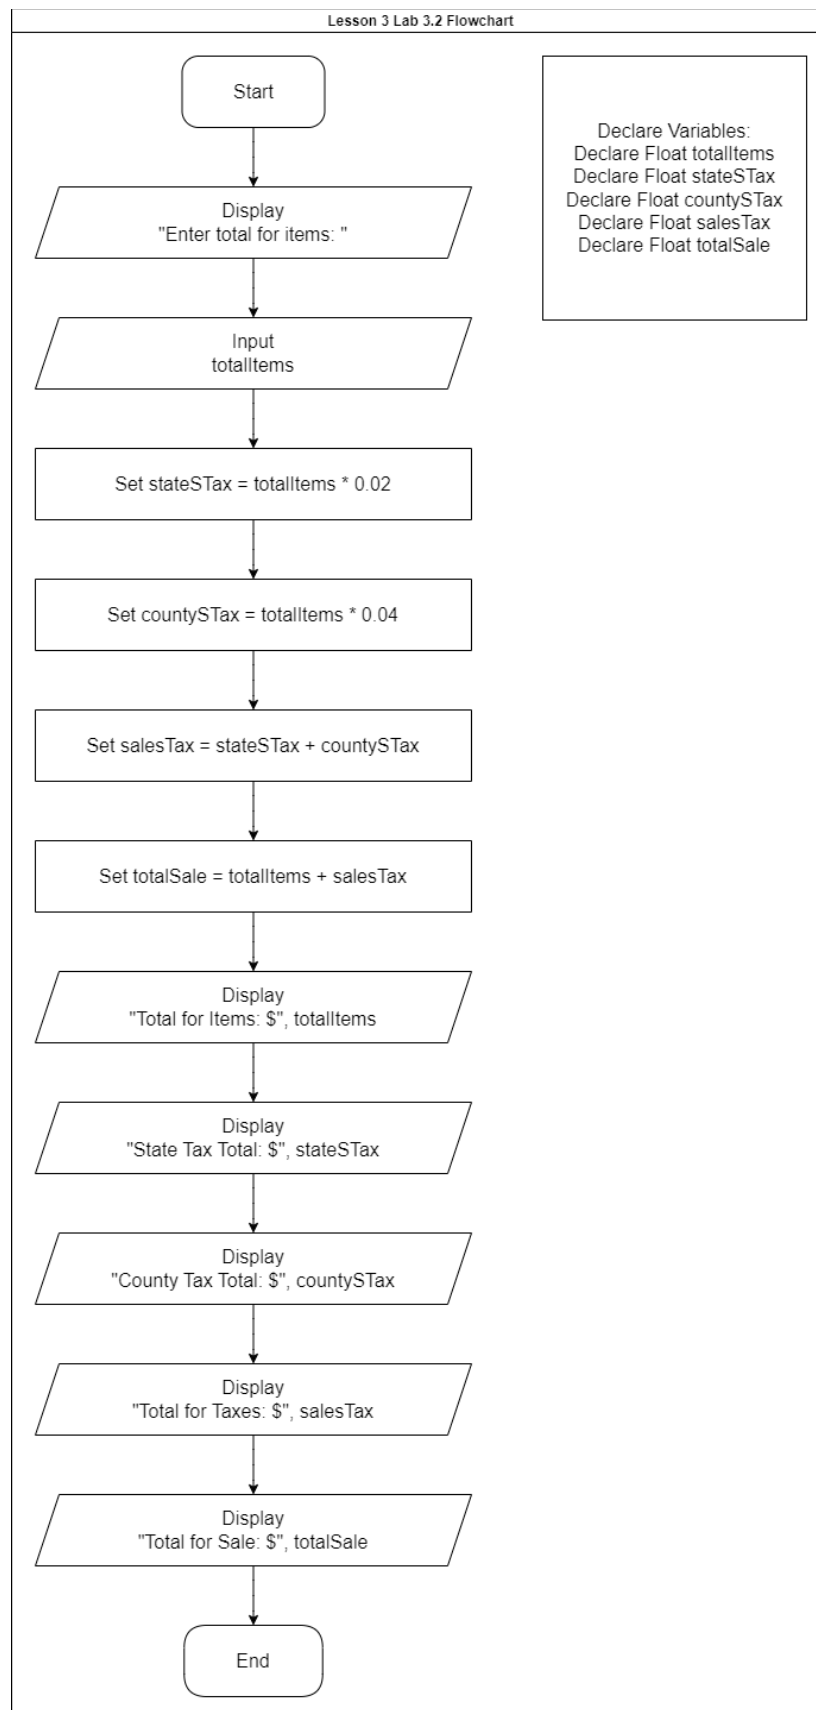 Lesson 3 Lab 3.2 Flowchart
Start
Declare Variables:
Declare Float totalItems
Declare Float stateSTax
Declare Float countySTax
Declare Float salesTax
Declare Float totalSale
Display
"Enter total for items: "
Input
totalItems
Set stateSTax = totalItems * 0.02
Set countySTax = totalItems * 0.04
Set salesTax = stateSTax + countySTax
Set totalSale = totalItems + salesTax
Display
"Total for Items: $", totalItems
Display
"State Tax Total: $", stateSTax
Display
"County Tax Total: $", countySTax
Display
"Total for Taxes: $", salesTax
Display
"Total for Sale: $", totalSale
End